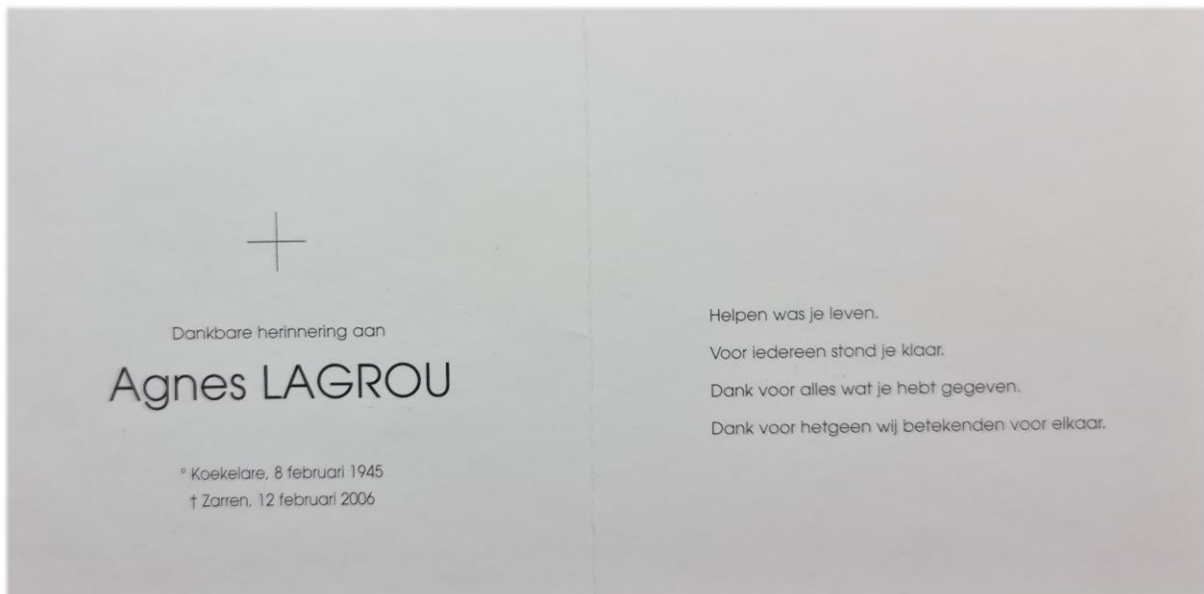 Dankbare herinnering aan
Agnes LAGROU
° Koekelare, 8 februari 1945
† Zarren, 12 februari 2006
Helpen was je leven.
Voor iedereen stond je klaar.
Dank voor alles wat je hebt gegeven.
Dank voor hetgeen wij betekenden voor elkaar.